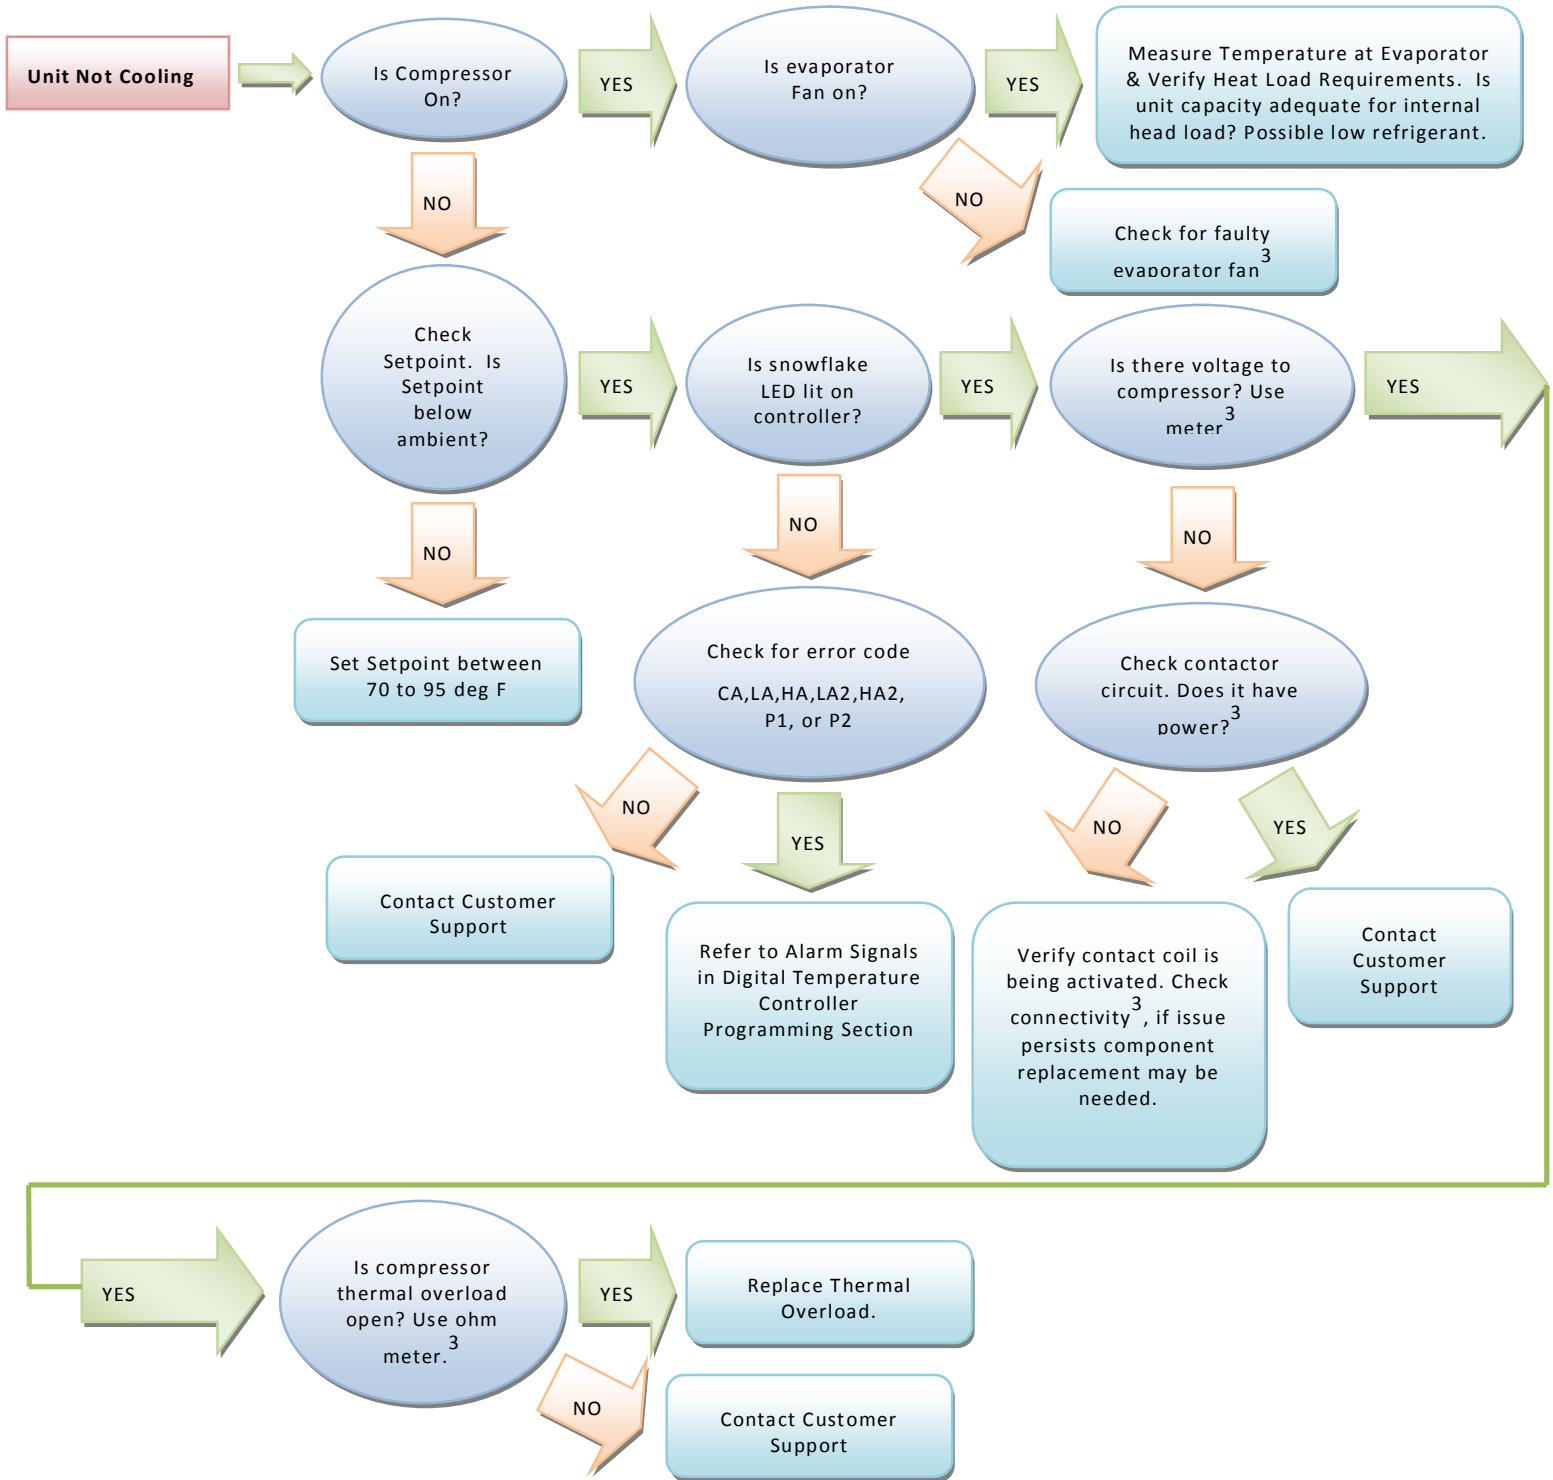 Unit Not Cooling
Is Compressor
On?
YES
Is evaporator
Fan on?
YES
Measure Temperature at Evaporator
& Verify Heat Load Requirements. Is
unit capacity adequate for internal
head load? Possible low refrigerant.
NO
NO
Check for faulty
evaporator fan3
Check
Setpoint. Is
Setpoint
below
ambient?
YES
Is snowflake
LED lit on
controller?
YES
Is there voltage to
compressor? Use
meter3
YES
NO
NO
NO
Set Setpoint between
70 to 95 deg F
Check for error code
CA,LA,HA,LA2,HA2,
P1, or P2
Check contactor
circuit. Does it have
power?3
NO
YES
NO
YES
Contact Customer
Support
Refer to Alarm Signals
in Digital Temperature
Controller
Programming Section
Verify contact coil is
being activated. Check
connectivity3, if issue
persists component
replacement may be
needed.
Contact
Customer
Support
YES
Is compressor
thermal overload
open? Use ohm
meter.3
YES
Replace Thermal
Overload.
NO
Contact Customer
Support